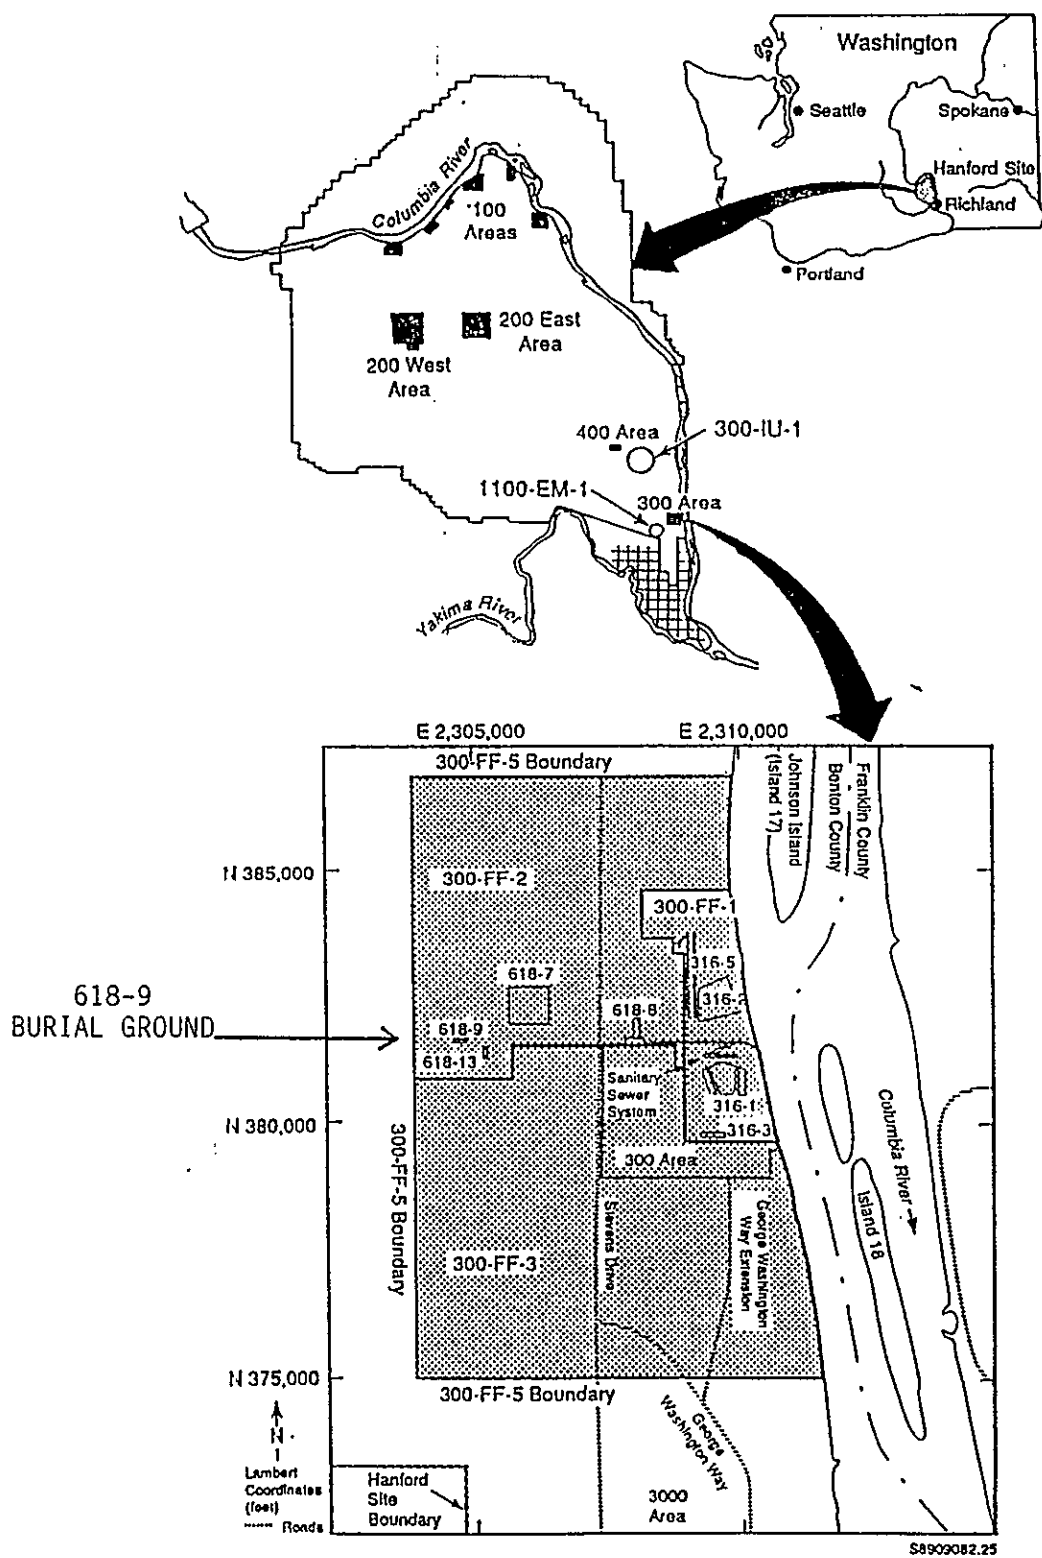 Washington
Seattle
Spokane
Hanford Site
Richland
Portland
Columbia River
100
Areas
200 East
Area
200 West
Area
400 Area
300-IU-1
1100-EM-1
300 Area
Yakima River
E 2,305,000
E 2,310,000
300-FF-5 Boundary
Johnson Island
(Island 17)
Franklin County
Benton County
N 385,000
300-FF-2
300-FF-1
316-5
618-7
316-2
618-8
618-9
BURIAL GROUND
618-9
618-13
Sanitary
Sewer
System
316-1
316-3
N 380,000
300 Area
300-FF-5 Boundary
Columbia River
Island 18
Stevens Drive
George Washington
Way Extension
300-FF-3
N 375,000
300-FF-5 Boundary
George
Washington Way
N
Lambert
Coordinates
(feet)
Roads
Hanford
Site
Boundary
3000
Area
S8909082.25